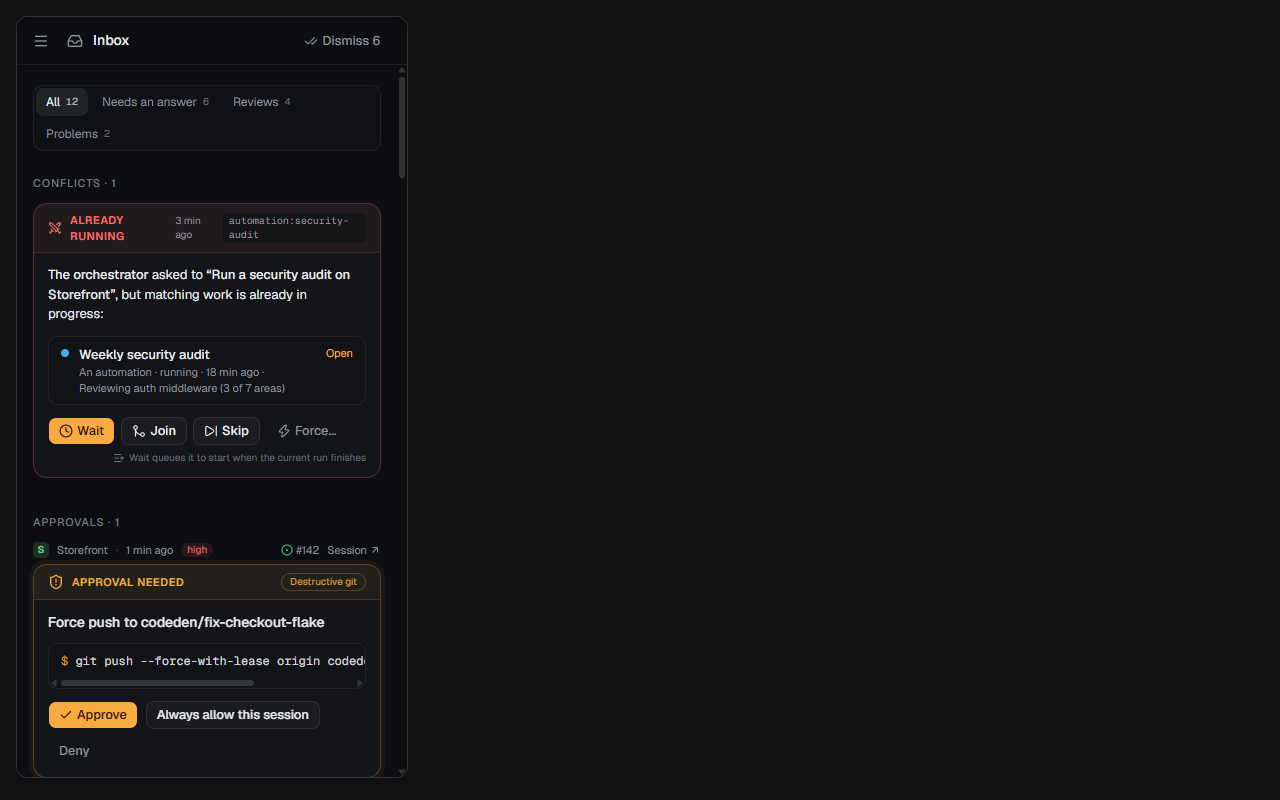 Inbox
Dismiss 6
All 12
Needs an answer 6
Reviews 4
Problems 2
CONFLICTS · 1
ALREADY RUNNING
3 min ago
automation:security-audit
The orchestrator asked to “Run a security audit on
Storefront”, but matching work is already in
progress:
Weekly security audit
Open
An automation · running · 18 min ago ·
Reviewing auth middleware (3 of 7 areas)
Wait
Join
Skip
Force…
Wait queues it to start when the current run finishes
APPROVALS · 1
S
Storefront · 1 min ago
high
#142
Session
APPROVAL NEEDED
Destructive git
Force push to codeden/fix-checkout-flake
$ git push --force-with-lease origin coded
Approve
Always allow this session
Deny